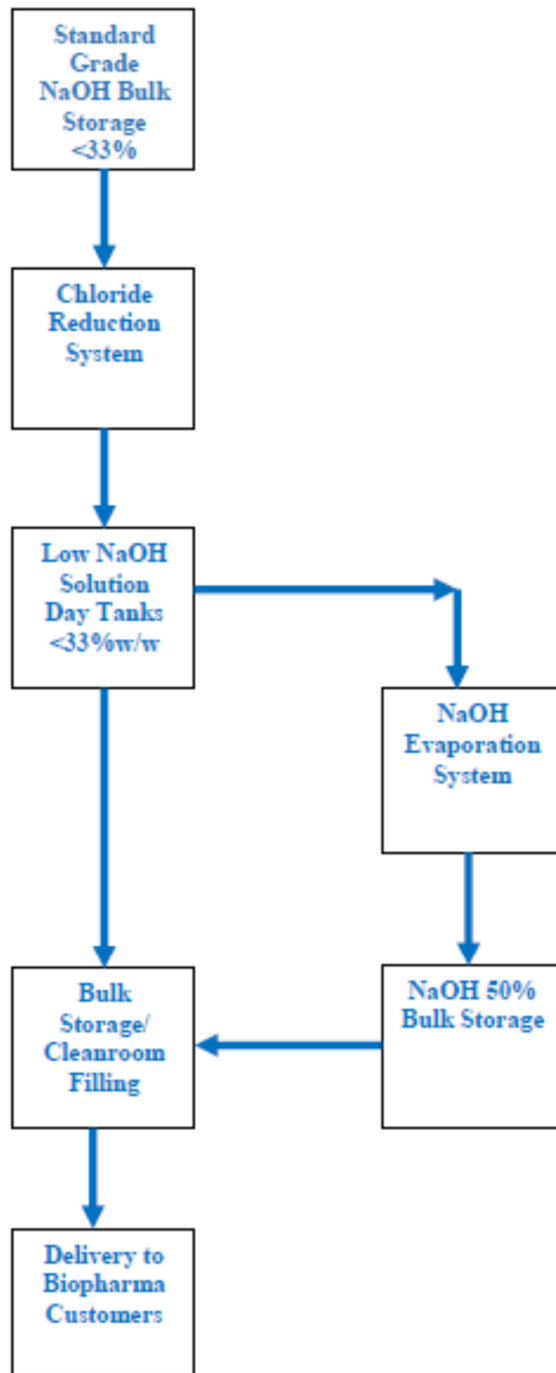 Standard
Grade
NaOH Bulk
Storage
<33%
Chloride
Reduction
System
Low NaOH
Solution
Day Tanks
<33%w/w
NaOH
Evaporation
System
Bulk
Storage/
Cleanroom
Filling
NaOH 50%
Bulk Storage
Delivery to
Biopharma
Customers